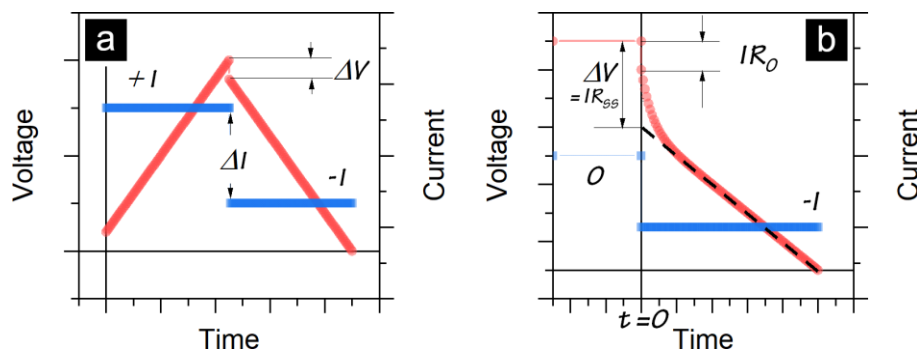 a
+I
ΔV
ΔI
-I
Voltage
Current
Time
b
IR₀
ΔV
=IRss
0
-I
Voltage
Current
t=0
Time